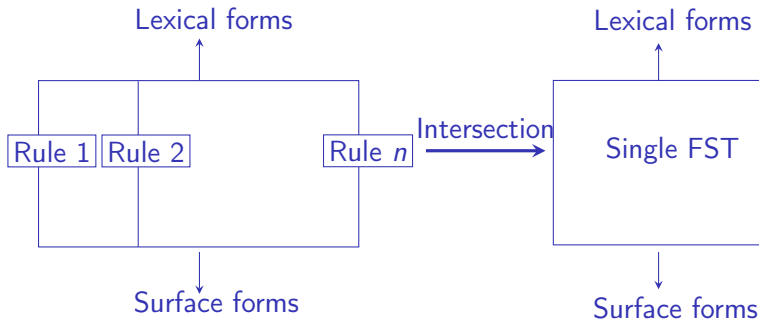 Lexical forms
Lexical forms
Intersection
Rule 1
Rule 2
Rule n
Single FST
Surface forms
Surface forms